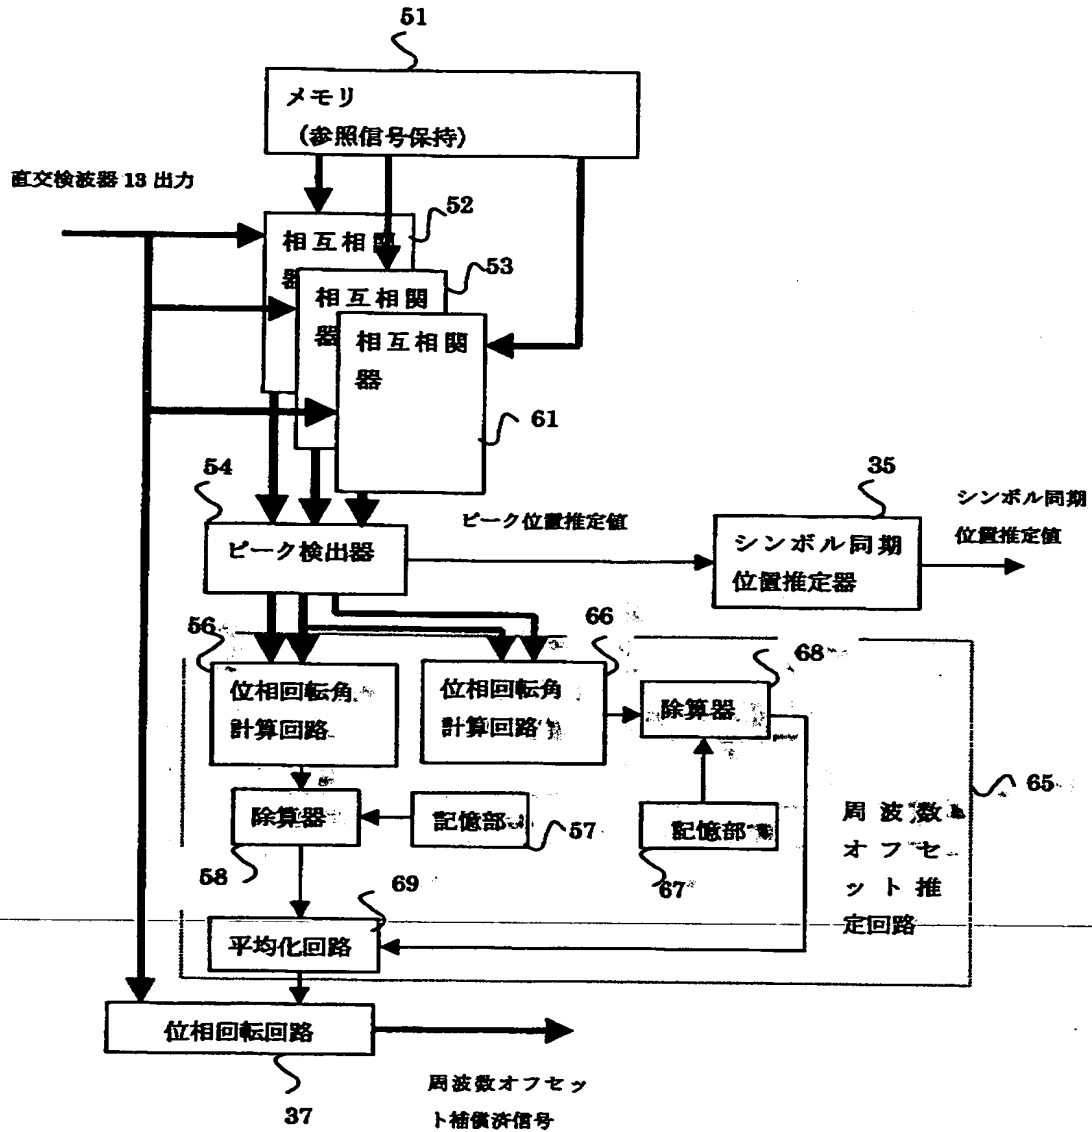 51
メモリ
(参照信号保持)
直交検波器 13 出力
52
相互相関
器
53
相互相関
器
相互相関
器
61
54
ピーク検出器
ピーク位置推定値
35
シンボル同期
位置推定器
シンボル同期
位置推定値
56
位相回転角
計算回路
66
位相回転角
計算回路
68
除算器
65
除算器
58
記憶部
57
記憶部
67
周波数
オフセ
ット推
定回路
69
平均化回路
位相回転回路
37
周波数オフセッ
ト補償済信号